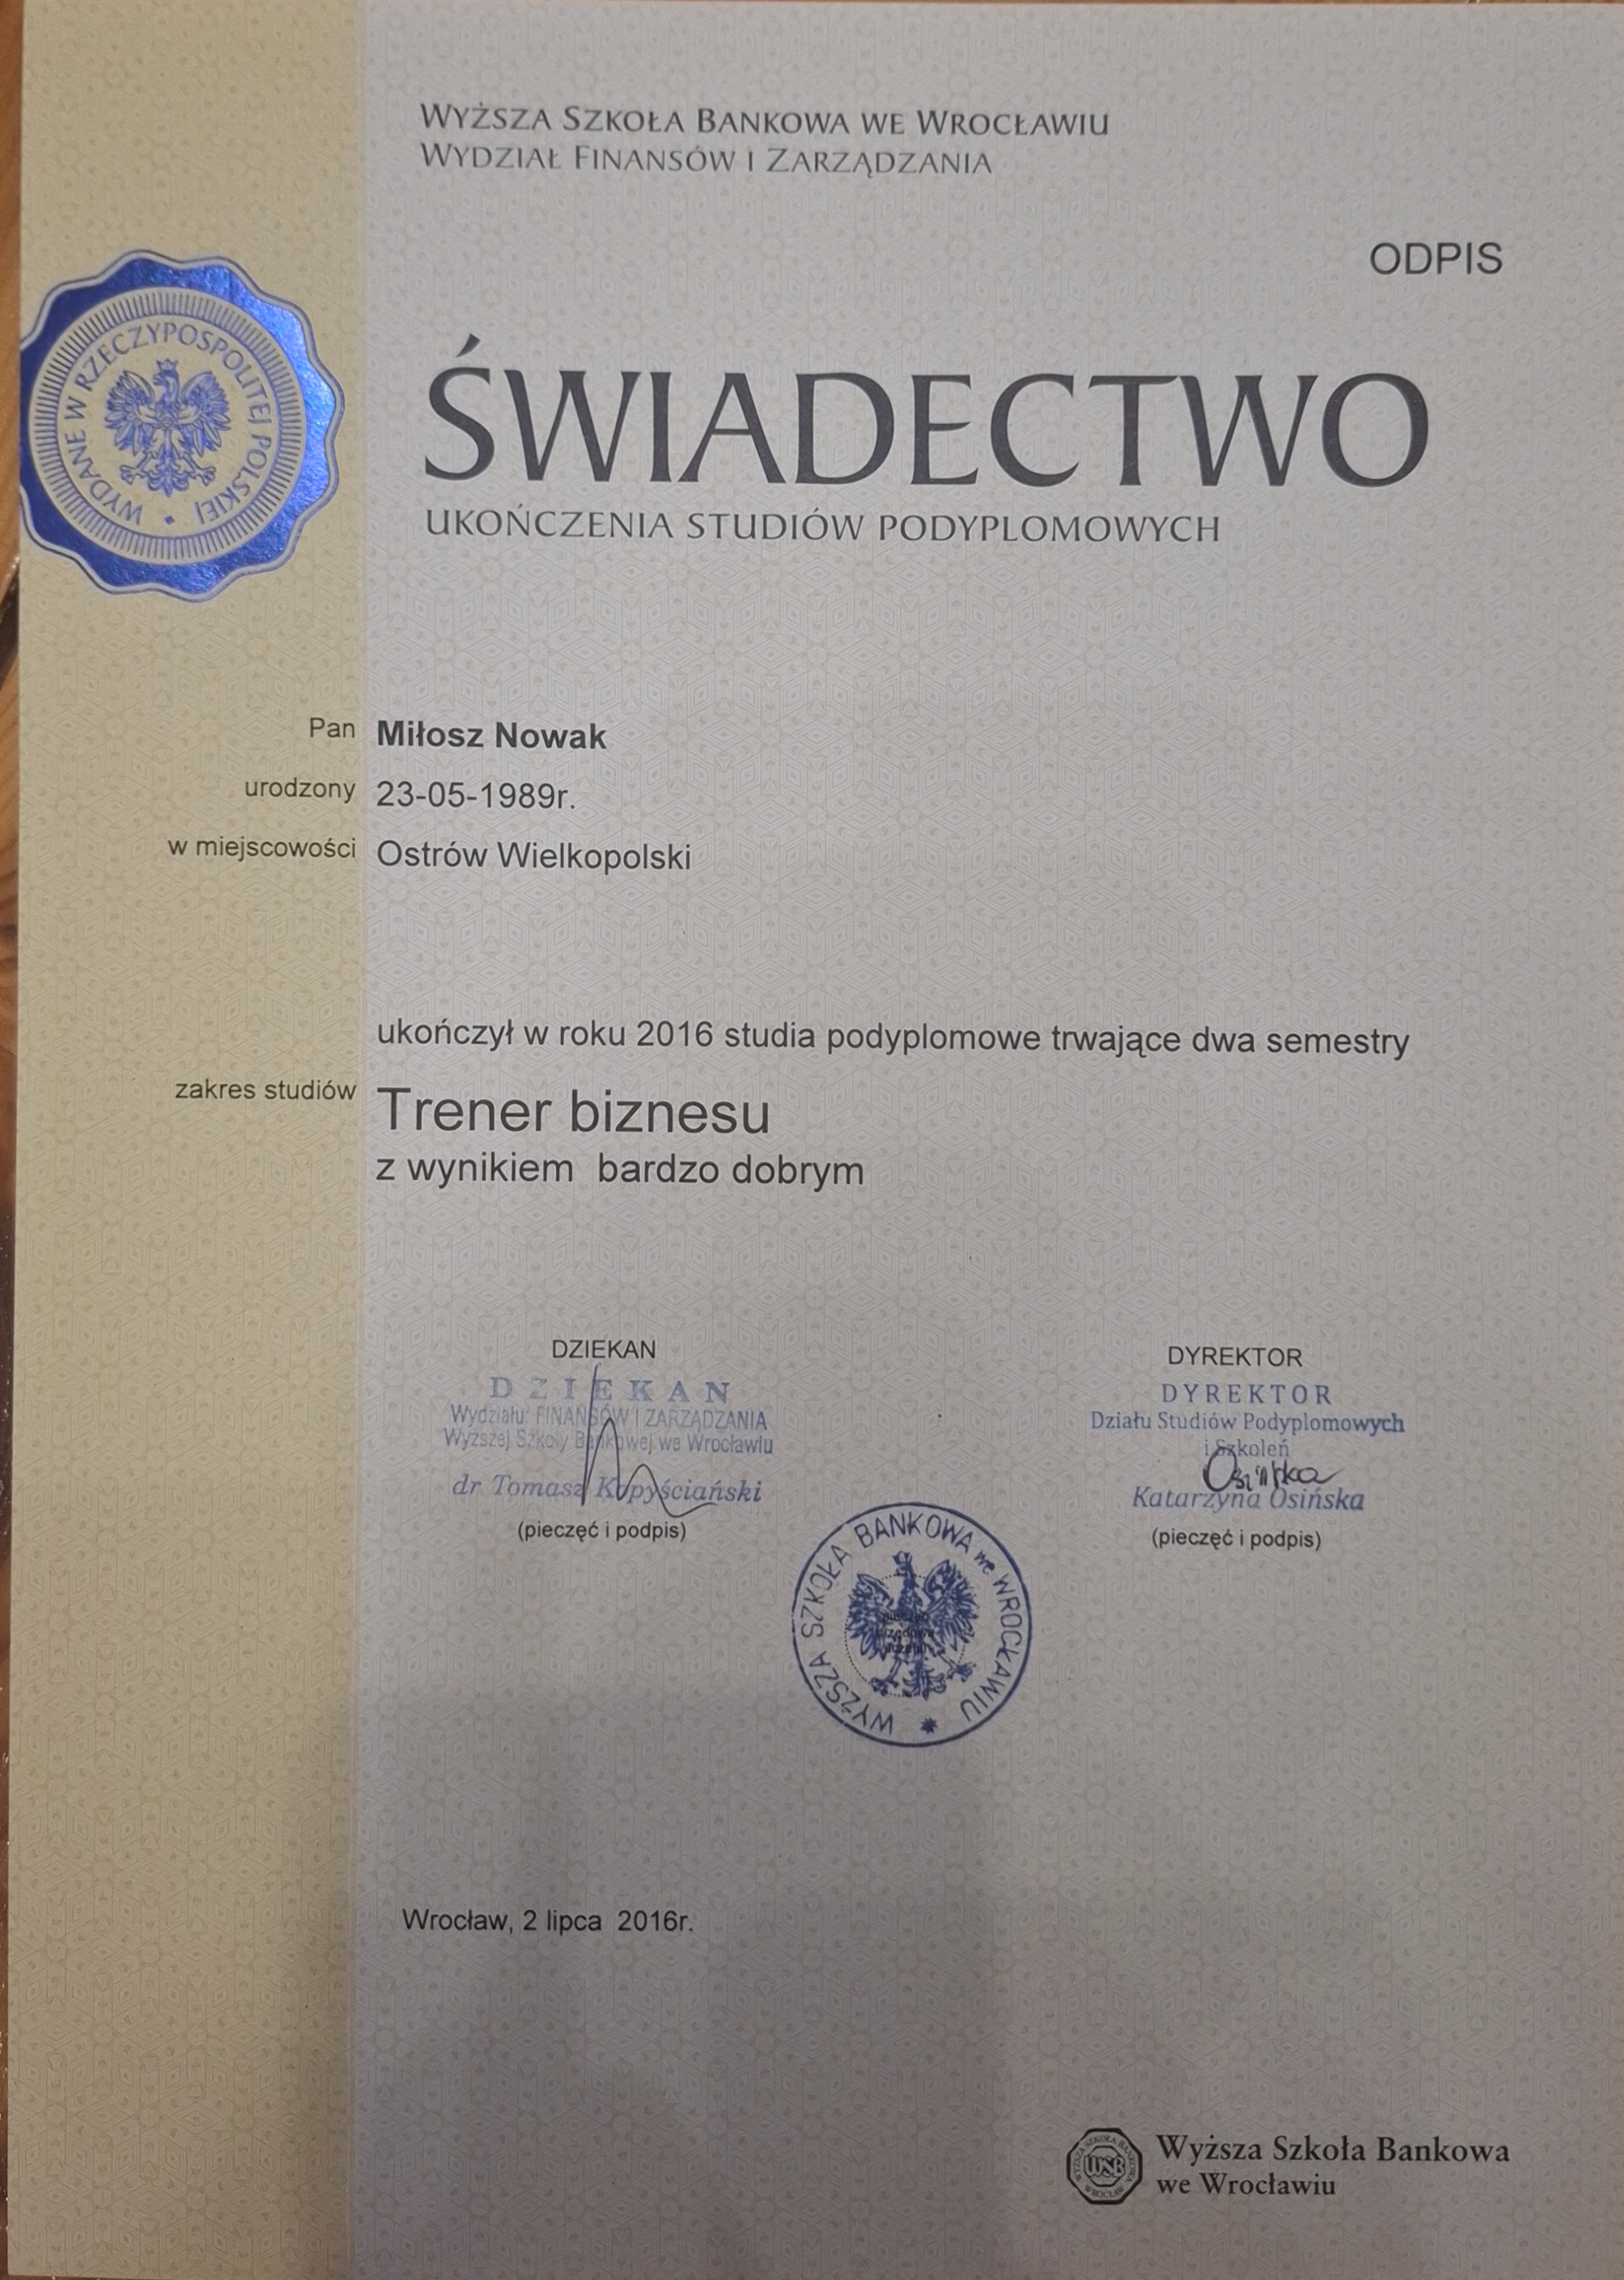 WYŻSZA SZKOŁA BANKOWA WE WROCŁAWIU
WYDZIAŁ FINANSÓW I ZARZĄDZANIA
ODPIS
WYDANE W RZECZYPOSPOLITEJ POLSKIEJ
ŚWIADECTWO
UKOŃCZENIA STUDIÓW PODYPLOMOWYCH
Pan Miłosz Nowak
urodzony 23-05-1989r.
w miejscowości Ostrów Wielkopolski
ukończył w roku 2016 studia podyplomowe trwające dwa semestry
zakres studiów Trener biznesu
z wynikiem bardzo dobrym
DZIEKAN
DZIEKAN
Wydziału: FINANSÓW I ZARZĄDZANIA
Wyższej Szkoły Bankowej we Wrocławiu
dr Tomasz Kopyściański
(pieczęć i podpis)
DYREKTOR
DYREKTOR
Działu Studiów Podyplomowych
i Szkoleń
Osińska
Katarzyna Osińska
(pieczęć i podpis)
WYŻSZA SZKOŁA BANKOWA we WROCŁAWIU
Wrocław, 2 lipca 2016r.
WSB
Wyższa Szkoła Bankowa
we Wrocławiu